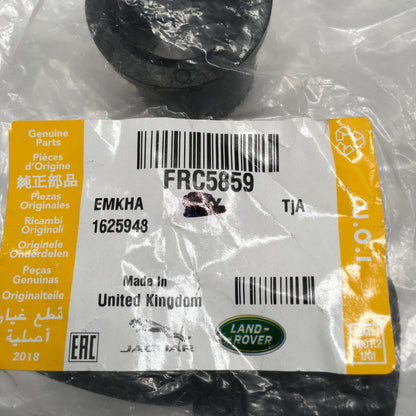 Genuine
Parts
Pièces
d'Origine
純正部品
Piezas
Originales
Ricambi
Originali
Originele
Onderdelen
Peças
Genuinas
Originalteile
قطع غيار
أصلية
2018
FRC5859
EMKHA
TjA
1625948
Made In
United Kingdom
EAC
JAGUAR
LAND-
ROVER